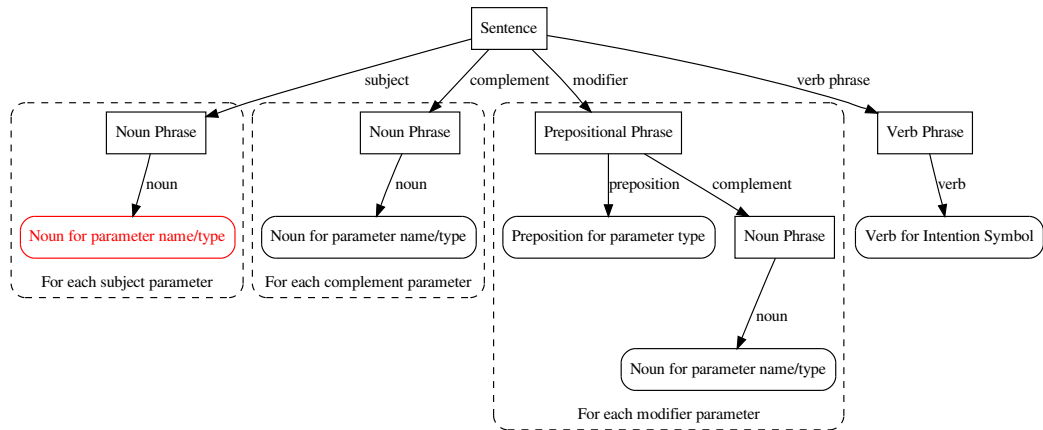 Sentence
subject
complement
modifier
verb phrase
Noun Phrase
Noun Phrase
Prepositional Phrase
Verb Phrase
noun
noun
preposition
complement
verb
Noun for parameter name/type
Noun for parameter name/type
Preposition for parameter type
Noun Phrase
Verb for Intention Symbol
For each subject parameter
For each complement parameter
noun
Noun for parameter name/type
For each modifier parameter